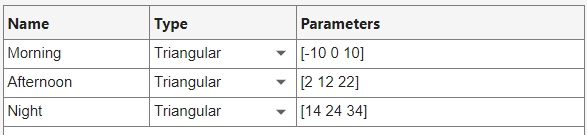 Name Type Parameters
Morning Triangular [-10 0 10]
Afternoon Triangular [2 12 22]
Night Triangular [14 24 34]